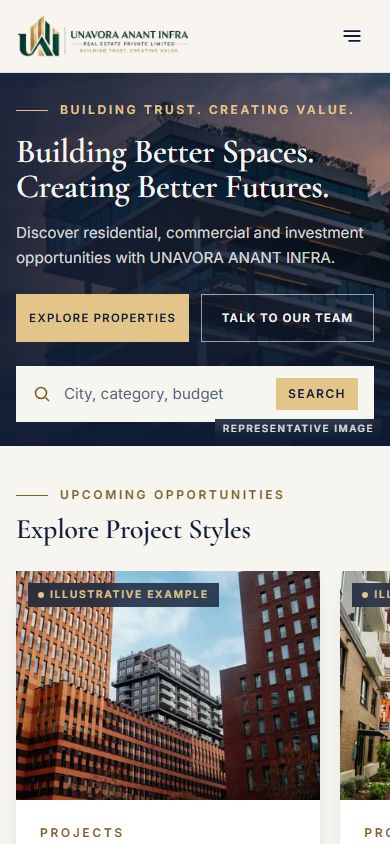 UNAVORA ANANT INFRA
REAL ESTATE PRIVATE LIMITED
BUILDING TRUST. CREATING VALUE.
BUILDING TRUST. CREATING VALUE.
Building Better Spaces.
Creating Better Futures.
Discover residential, commercial and investment
opportunities with UNAVORA ANANT INFRA.
EXPLORE PROPERTIES
TALK TO OUR TEAM
City, category, budget
SEARCH
REPRESENTATIVE IMAGE
UPCOMING OPPORTUNITIES
Explore Project Styles
ILLUSTRATIVE EXAMPLE
ILL
PROJECTS
PRO